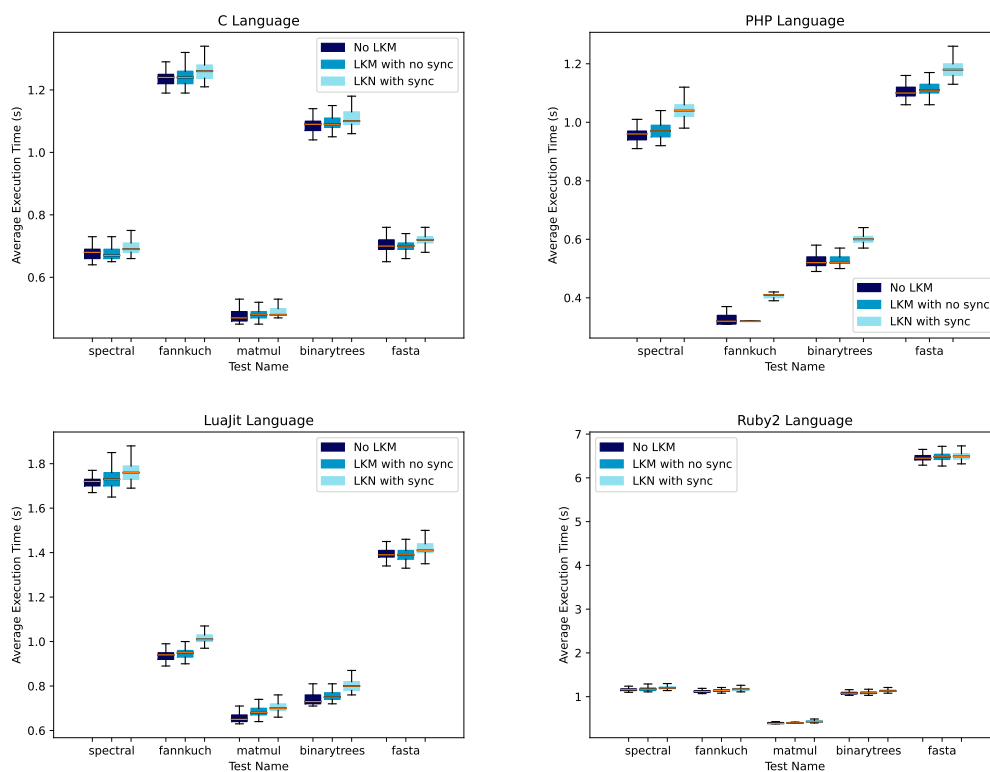 C Language
Average Execution Time (s)
1.2
1.0
0.8
0.6
No LKM
LKM with no sync
LKN with sync
spectral fannkuch matmul binarytrees fasta
Test Name
PHP Language
Average Execution Time (s)
1.2
1.0
0.8
0.6
0.4
No LKM
LKM with no sync
LKN with sync
spectral fannkuch binarytrees fasta
Test Name
LuaJit Language
Average Execution Time (s)
1.8
1.6
1.4
1.2
1.0
0.8
0.6
No LKM
LKM with no sync
LKN with sync
spectral fannkuch matmul binarytrees fasta
Test Name
Ruby2 Language
Average Execution Time (s)
7
6
5
4
3
2
1
No LKM
LKM with no sync
LKN with sync
spectral fannkuch matmul binarytrees fasta
Test Name